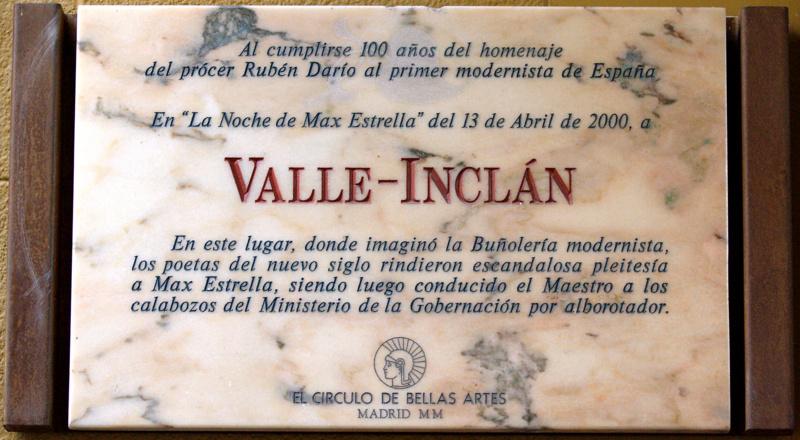 Al cumplirse 100 años del homenaje
del prócer Rubén Darío al primer modernista de España
En "La Noche de Max Estrella" del 13 de Abril de 2000, a
VALLE-INCLÁN
En este lugar, donde imaginó la Buñolería modernista,
los poetas del nuevo siglo rindieron escandalosa pleitesía
a Max Estrella, siendo luego conducido el Maestro a los
calabozos del Ministerio de la Gobernación por alborotador.
EL CIRCULO DE BELLAS ARTES
MADRID MM